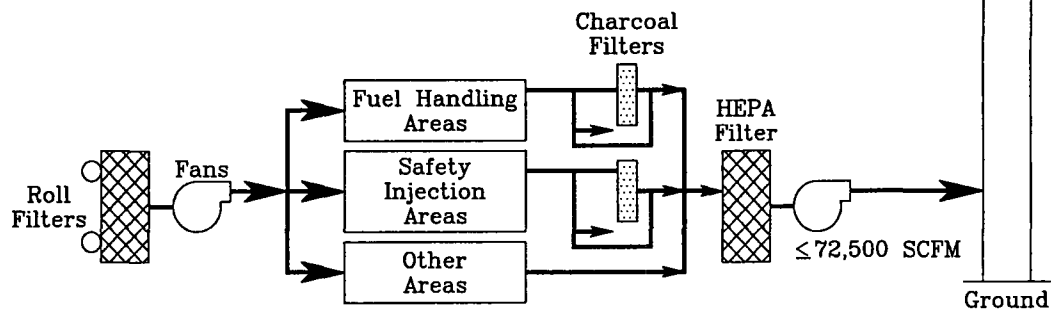 Charcoal
Filters
Fuel Handling
Areas
HEPA
Filter
Fans
Safety
Injection
Areas
Roll
Filters
Other
Areas
≤72,500 SCFM
Ground